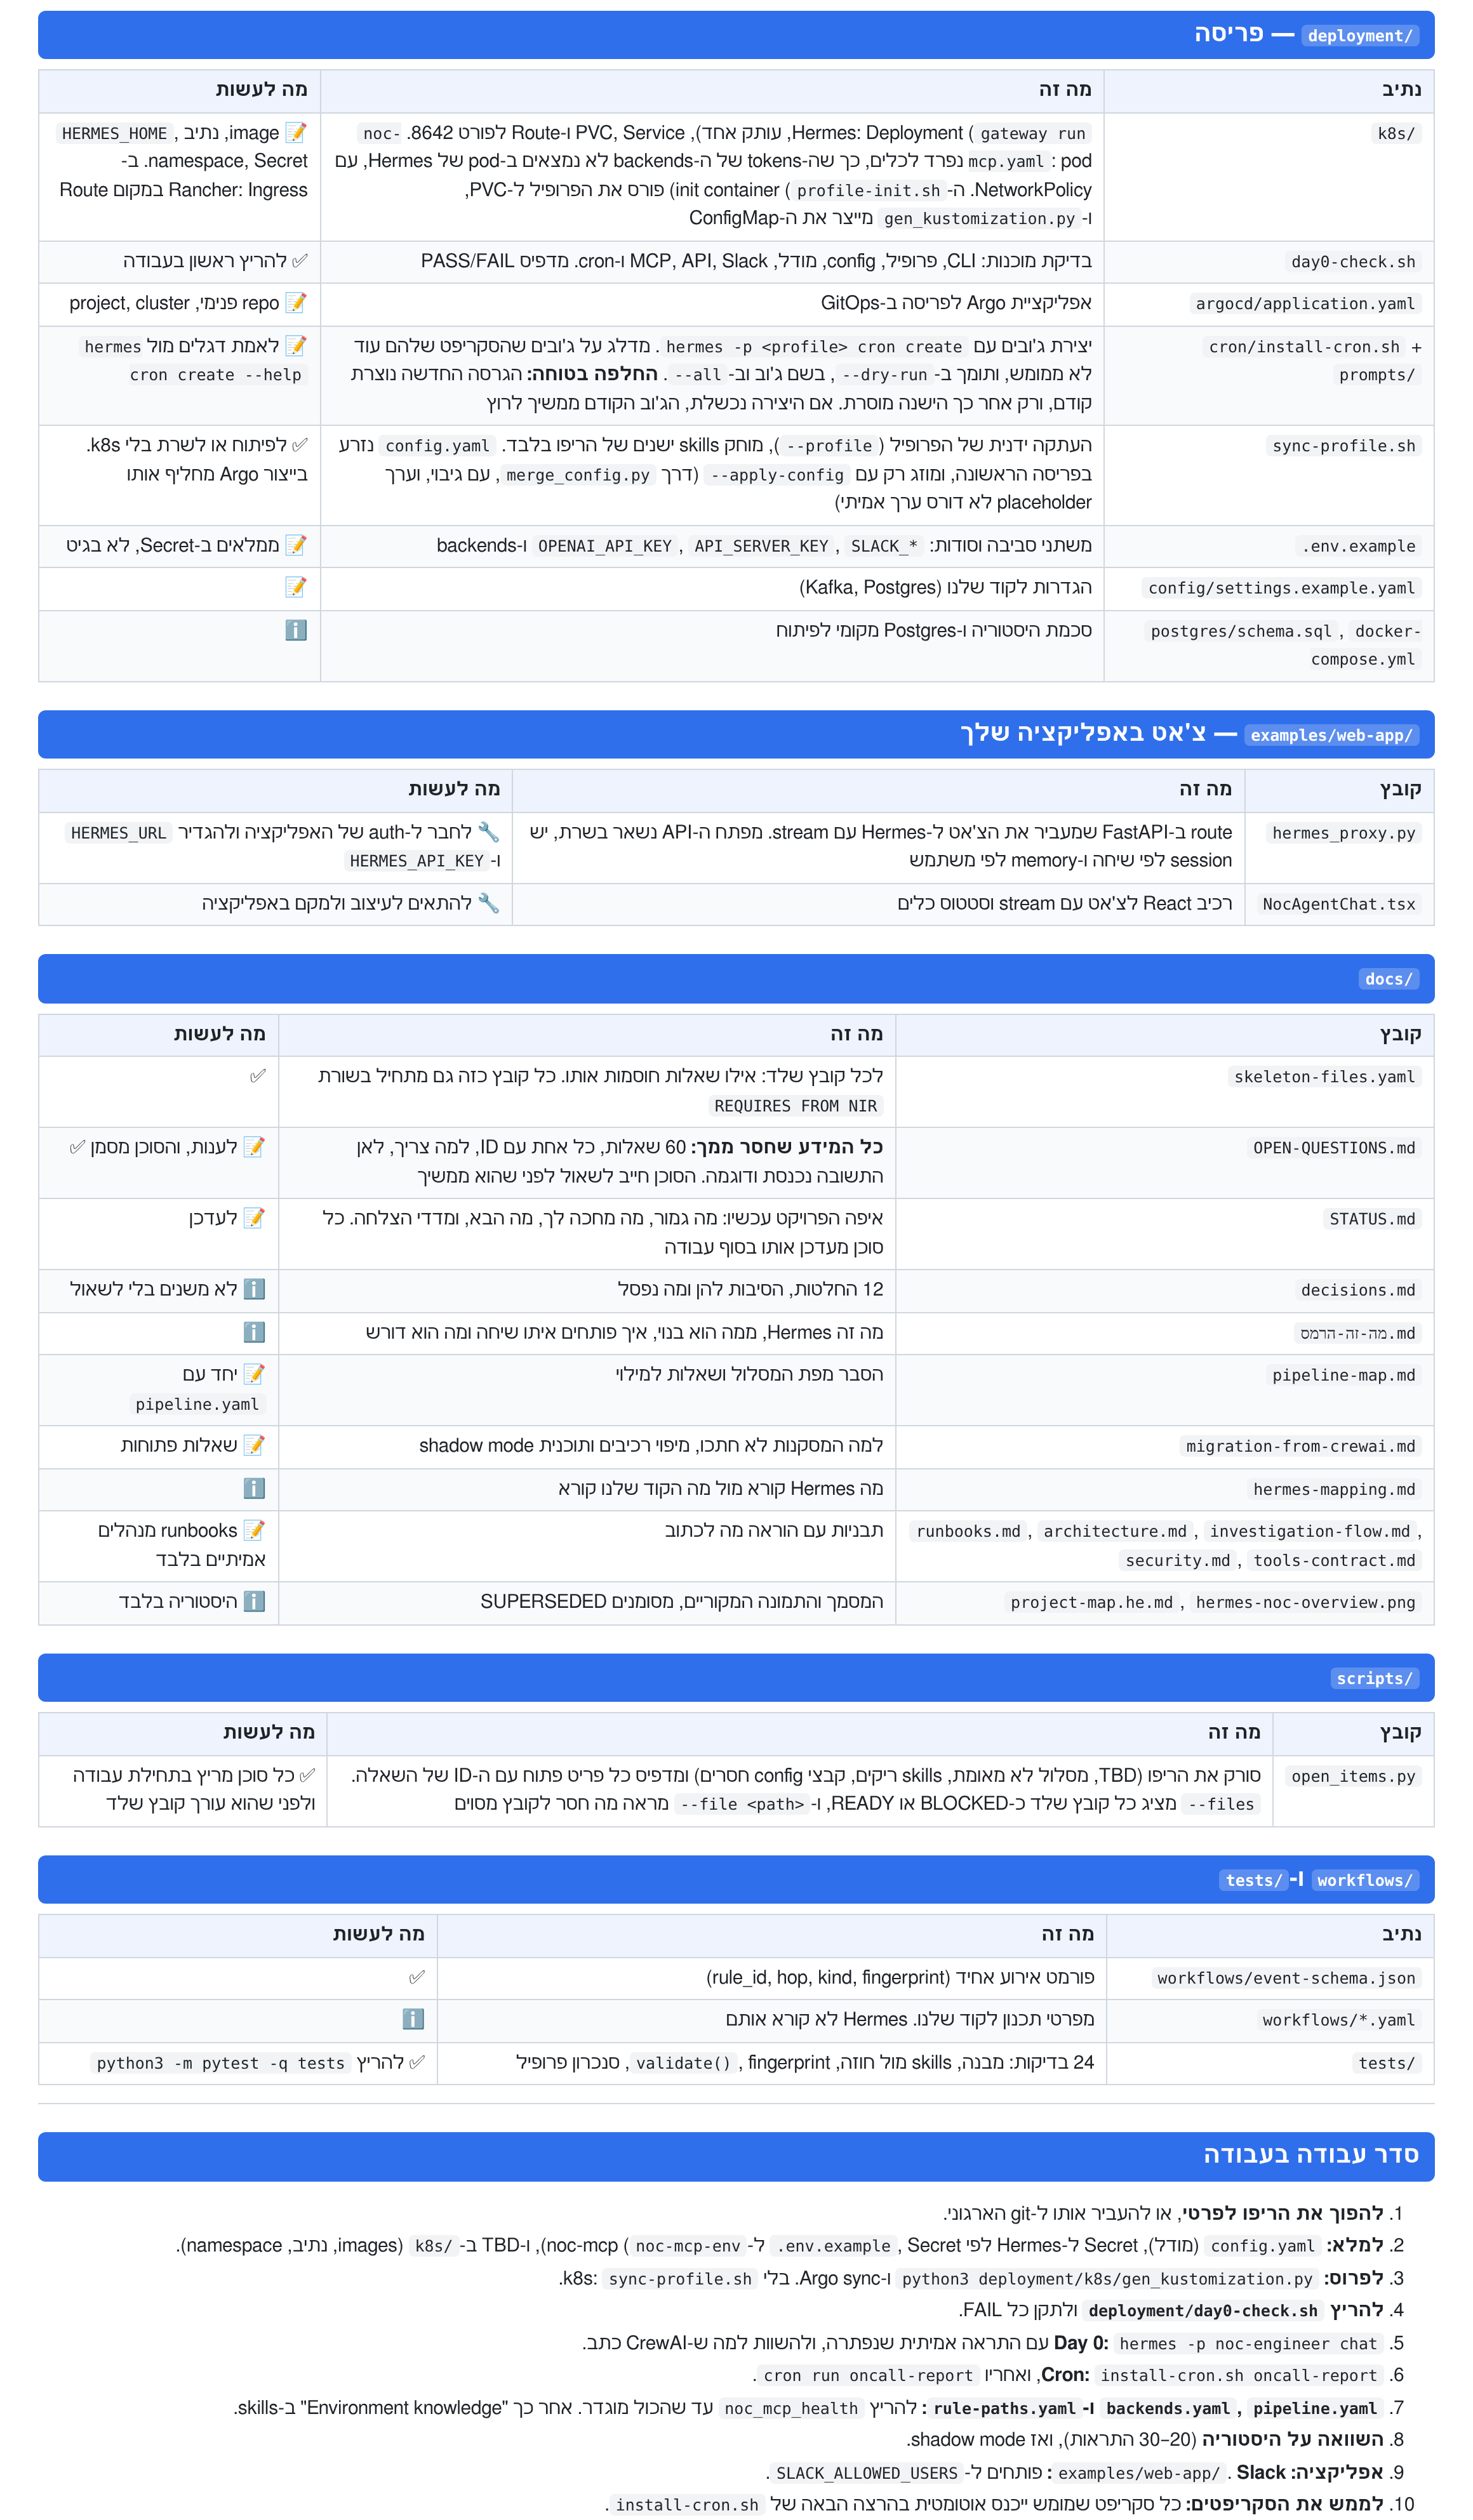 deployment/ — פריסה
נתיב	מה זה	מה לעשות
k8s/	Hermes: Deployment (gateway run, עותק אחד), PVC, Service ו-Route לפורט 8642. noc-	📝 image, נתיב HERMES_HOME,
mcp.yaml: pod נפרד לכלים, כך שה-tokens של ה-backends לא נמצאים ב-pod של Hermes, עם	namespace, Secret. ב-
NetworkPolicy. ה-init container (profile-init.sh) פורס את הפרופיל ל-PVC,	Rancher: Ingress במקום Route
ו-gen_kustomization.py מייצר את ה-ConfigMap
day0-check.sh	בדיקת מוכנות: CLI, פרופיל, config, מודל, MCP, API, Slack ו-cron. מדפיס PASS/FAIL	✅ להריץ ראשון בעבודה
argocd/application.yaml	אפליקציית Argo לפריסה ב-GitOps	📝 repo פנימי, project, cluster
cron/install-cron.sh +	יצירת ג'ובים עם hermes -p <profile> cron create. מדלג על ג'ובים שהסקריפט שלהם עוד	📝 לאמת דגלים מול hermes
prompts/	לא ממומש, ותומך ב---dry-run, בשם ג'וב וב---all. החלפה בטוחה: הגרסה החדשה נוצרת	cron create --help
קודם, ורק אחר כך הישנה מוסרת. אם היצירה נכשלת, הג'וב הקודם ממשיך לרוץ
sync-profile.sh	העתקה ידנית של הפרופיל (--profile), מוחק skills ישנים של הריפו בלבד. config.yaml נזרע	✅ לפיתוח או לשרת בלי k8s.
בפריסה הראשונה, ומוזג רק עם --apply-config (דרך merge_config.py, עם גיבוי, וערך	בייצור Argo מחליף אותו
placeholder לא דורס ערך אמיתי)
.env.example	משתני סביבה וסודות: OPENAI_API_KEY, API_SERVER_KEY, SLACK_* ו-backends	📝 ממלאים ב-Secret, לא בגיט
config/settings.example.yaml	הגדרות לקוד שלנו (Kafka, Postgres)	📝
postgres/schema.sql, docker-	סכמת היסטוריה ו-Postgres מקומי לפיתוח	ℹ️
compose.yml
examples/web-app/ — צ'אט באפליקציה שלך
קובץ	מה זה	מה לעשות
hermes_proxy.py	route ב-FastAPI שמעביר את הצ'אט ל-Hermes עם stream. מפתח ה-API נשאר בשרת, יש	🔧 לחבר ל-auth של האפליקציה ולהגדיר HERMES_URL
session לפי שיחה ו-memory לפי משתמש	ו-HERMES_API_KEY
NocAgentChat.tsx	רכיב React לצ'אט עם stream וסטטוס כלים	🔧 להתאים לעיצוב ולמקם באפליקציה
docs/
קובץ	מה זה	מה לעשות
skeleton-files.yaml	לכל קובץ שלד: אילו שאלות חוסמות אותו. כל קובץ כזה גם מתחיל בשורת	✅
REQUIRES FROM NIR
OPEN-QUESTIONS.md	כל המידע שחסר ממך: 60 שאלות, כל אחת עם ID, למה צריך, לאן	📝 לענות, והסוכן מסמן ✅
התשובה נכנסת ודוגמה. הסוכן חייב לשאול לפני שהוא ממשיך
STATUS.md	איפה הפרויקט עכשיו: מה גמור, מה מחכה לך, מה הבא, ומדדי הצלחה. כל	📝 לעדכן
סוכן מעדכן אותו בסוף עבודה
decisions.md	12 החלטות, הסיבות להן ומה נפסל	ℹ️ לא משנים בלי לשאול
מה-זה-הרמס.md	מה זה Hermes, ממה הוא בנוי, איך פותחים איתו שיחה ומה הוא דורש	ℹ️
pipeline-map.md	הסבר מפת המסלול ושאלות למילוי	📝 יחד עם
pipeline.yaml
migration-from-crewai.md	למה המסקנות לא חתכו, מיפוי רכיבים ותוכנית shadow mode	📝 שאלות פתוחות
hermes-mapping.md	מה Hermes קורא מול מה הקוד שלנו קורא	ℹ️
runbooks.md, architecture.md, investigation-flow.md,	תבניות עם הוראה מה לכתוב	📝 runbooks מנהלים
security.md, tools-contract.md	אמיתיים בלבד
project-map.he.md, hermes-noc-overview.png	המסמך והתמונה המקוריים, מסומנים SUPERSEDED	ℹ️ היסטוריה בלבד
scripts/
קובץ	מה זה	מה לעשות
open_items.py	סורק את הריפו (TBD, מסלול לא מאומת, skills ריקים, קבצי config חסרים) ומדפיס כל פריט פתוח עם ה-ID של השאלה.	✅ כל סוכן מריץ בתחילת עבודה
--files מציג כל קובץ שלד כ-BLOCKED או READY, ו---file <path> מראה מה חסר לקובץ מסוים	ולפני שהוא עורך קובץ שלד
workflows/ ו-tests/
נתיב	מה זה	מה לעשות
workflows/event-schema.json	פורמט אירוע אחיד (rule_id, hop, kind, fingerprint)	✅
workflows/*.yaml	מפרטי תכנון לקוד שלנו. Hermes לא קורא אותם	ℹ️
tests/	24 בדיקות: מבנה, skills מול חוזה, validate(), fingerprint, סנכרון פרופיל	✅ להריץ python3 -m pytest -q tests
סדר עבודה בעבודה
1. להפוך את הריפו לפרטי, או להעביר אותו ל-git הארגוני.
2. למלא: config.yaml (מודל), Secret ל-Hermes לפי .env.example, Secret ל-noc-mcp (noc-mcp-env), ו-TBD ב-k8s/ (images, נתיב, namespace).
3. לפרוס: python3 deployment/k8s/gen_kustomization.py ו-Argo sync. בלי k8s: sync-profile.sh.
4. להריץ deployment/day0-check.sh ולתקן כל FAIL.
5. Day 0: hermes -p noc-engineer chat עם התראה אמיתית שנפתרה, ולהשוות למה ש-CrewAI כתב.
6. Cron: install-cron.sh oncall-report, ואחריו cron run oncall-report.
7. backends.yaml, pipeline.yaml ו-rule-paths.yaml: להריץ noc_mcp_health עד שהכול מוגדר. אחר כך "Environment knowledge" ב-skills.
8. השוואה על היסטוריה (20–30 התראות), ואז shadow mode.
9. אפליקציה: examples/web-app/. Slack: פותחים ל-SLACK_ALLOWED_USERS.
10. לממש את הסקריפטים: כל סקריפט שמומש ייכנס אוטומטית בהרצה הבאה של install-cron.sh.